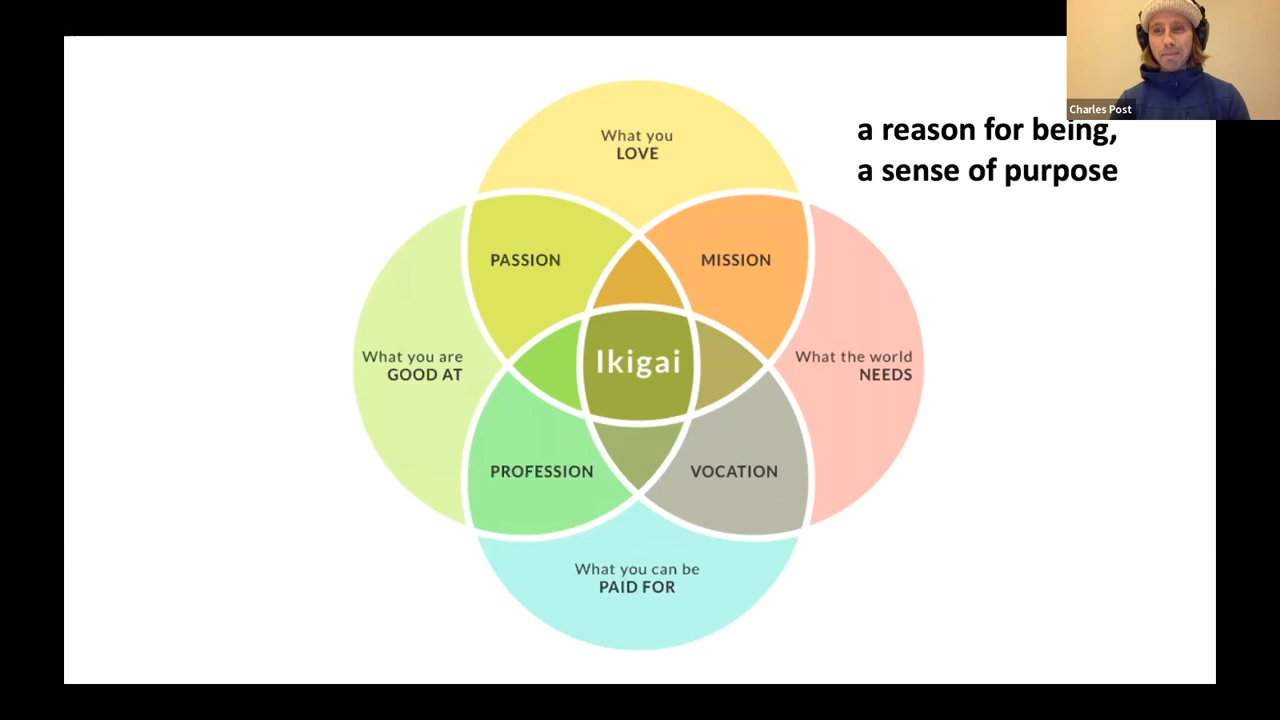 Charles Post
a reason for being,
a sense of purpose
What you
LOVE
PASSION
MISSION
What you are
GOOD AT
Ikigai
What the world
NEEDS
PROFESSION
VOCATION
What you can be
PAID FOR